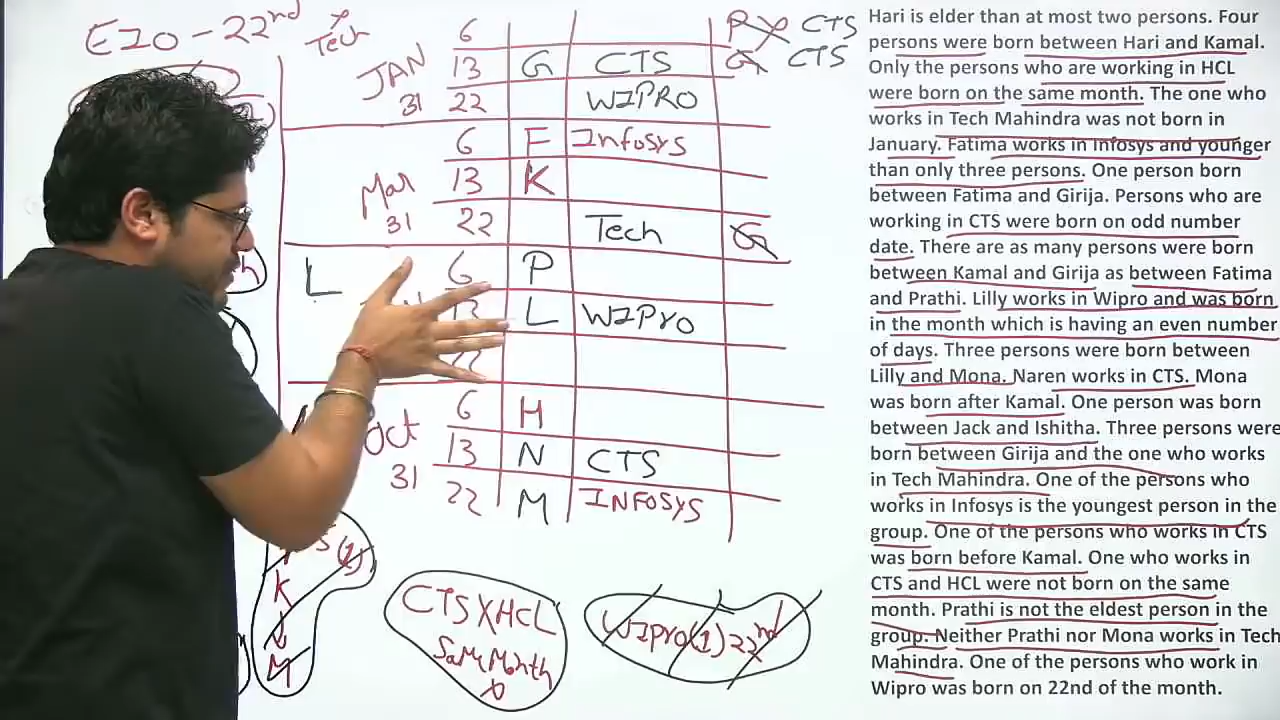 EIO - 22nd
Tech
6
P CTS
JAN 13 G CTS G CTS
31 22 WIPRO
6 F Infosys
Mar 13 K
31 22 Tech G
L 6 P
13 L WIPRO
22
6 H
Oct 13 N CTS
31 22 M INFOSYS
S (1)
K
M
CTS X HCL
Same Month
X
WIPRO (1) 22nd
Hari is elder than at most two persons. Four
persons were born between Hari and Kamal.
Only the persons who are working in HCL
were born on the same month. The one who
works in Tech Mahindra was not born in
January. Fatima works in Infosys and younger
than only three persons. One person born
between Fatima and Girija. Persons who are
working in CTS were born on odd number
date. There are as many persons were born
between Kamal and Girija as between Fatima
and Prathi. Lilly works in Wipro and was born
in the month which is having an even number
of days. Three persons were born between
Lilly and Mona. Naren works in CTS. Mona
was born after Kamal. One person was born
between Jack and Ishitha. Three persons were
born between Girija and the one who works
in Tech Mahindra. One of the persons who
works in Infosys is the youngest person in the
group. One of the persons who works in CTS
was born before Kamal. One who works in
CTS and HCL were not born on the same
month. Prathi is not the eldest person in the
group. Neither Prathi nor Mona works in Tech
Mahindra. One of the persons who work in
Wipro was born on 22nd of the month.